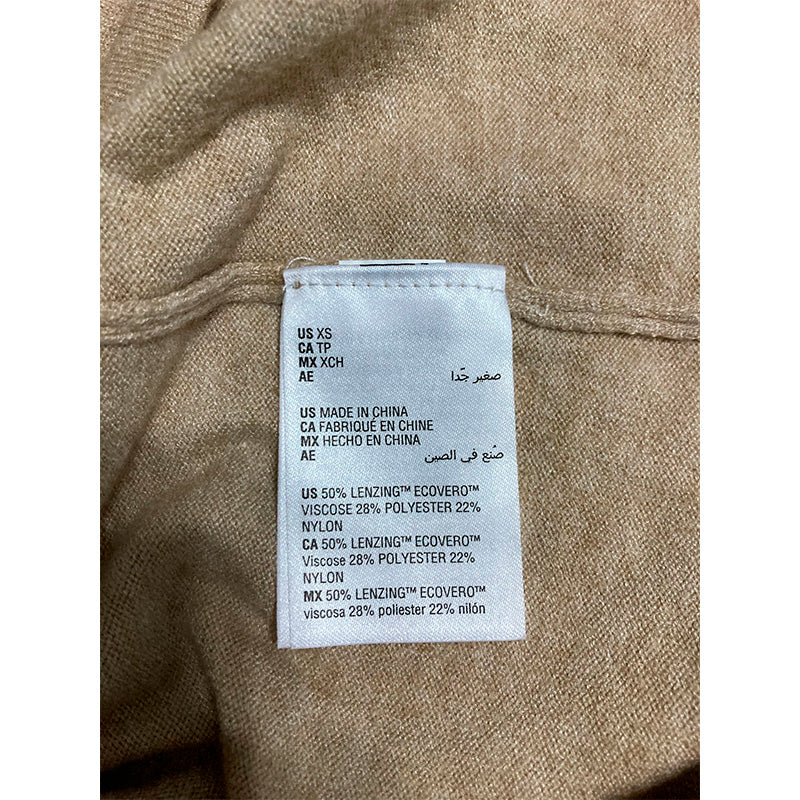 US XS
CA TP
MX XCH
AE صغير جّدا
US MADE IN CHINA
CA FABRIQUÉ EN CHINE
MX HECHO EN CHINA
AE صُنع في الصين
US 50% LENZING™ ECOVERO™
VISCOSE 28% POLYESTER 22%
NYLON
CA 50% LENZING™ ECOVERO™
Viscose 28% POLYESTER 22%
NYLON
MX 50% LENZING™ ECOVERO™
viscosa 28% poliester 22% nilón